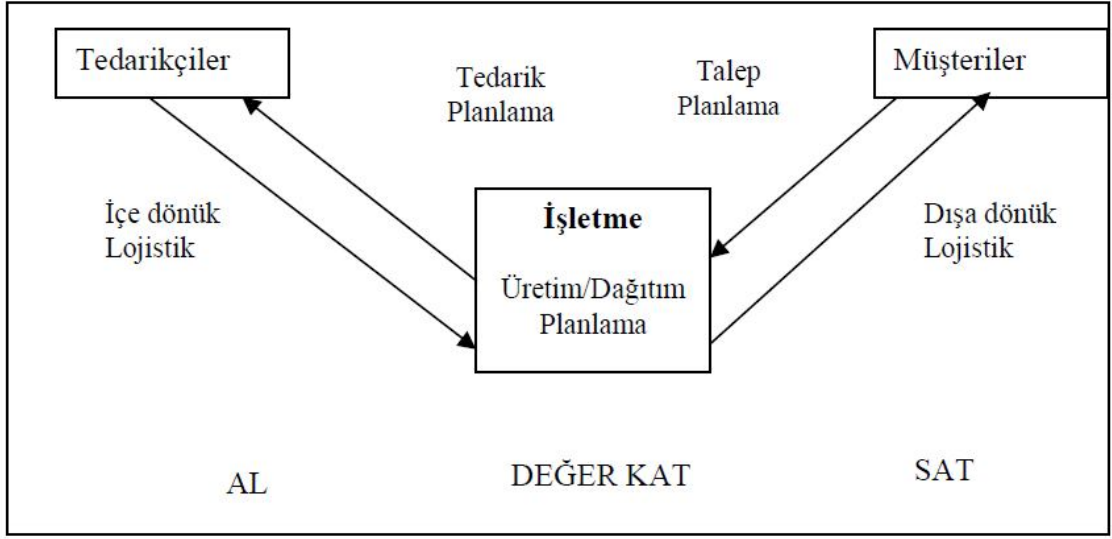 Tedarikçiler
Tedarik
Planlama
Talep
Planlama
Müşteriler
İçe dönük
Lojistik
İşletme
Üretim/Dağıtım
Planlama
Dışa dönük
Lojistik
AL
DEĞER KAT
SAT